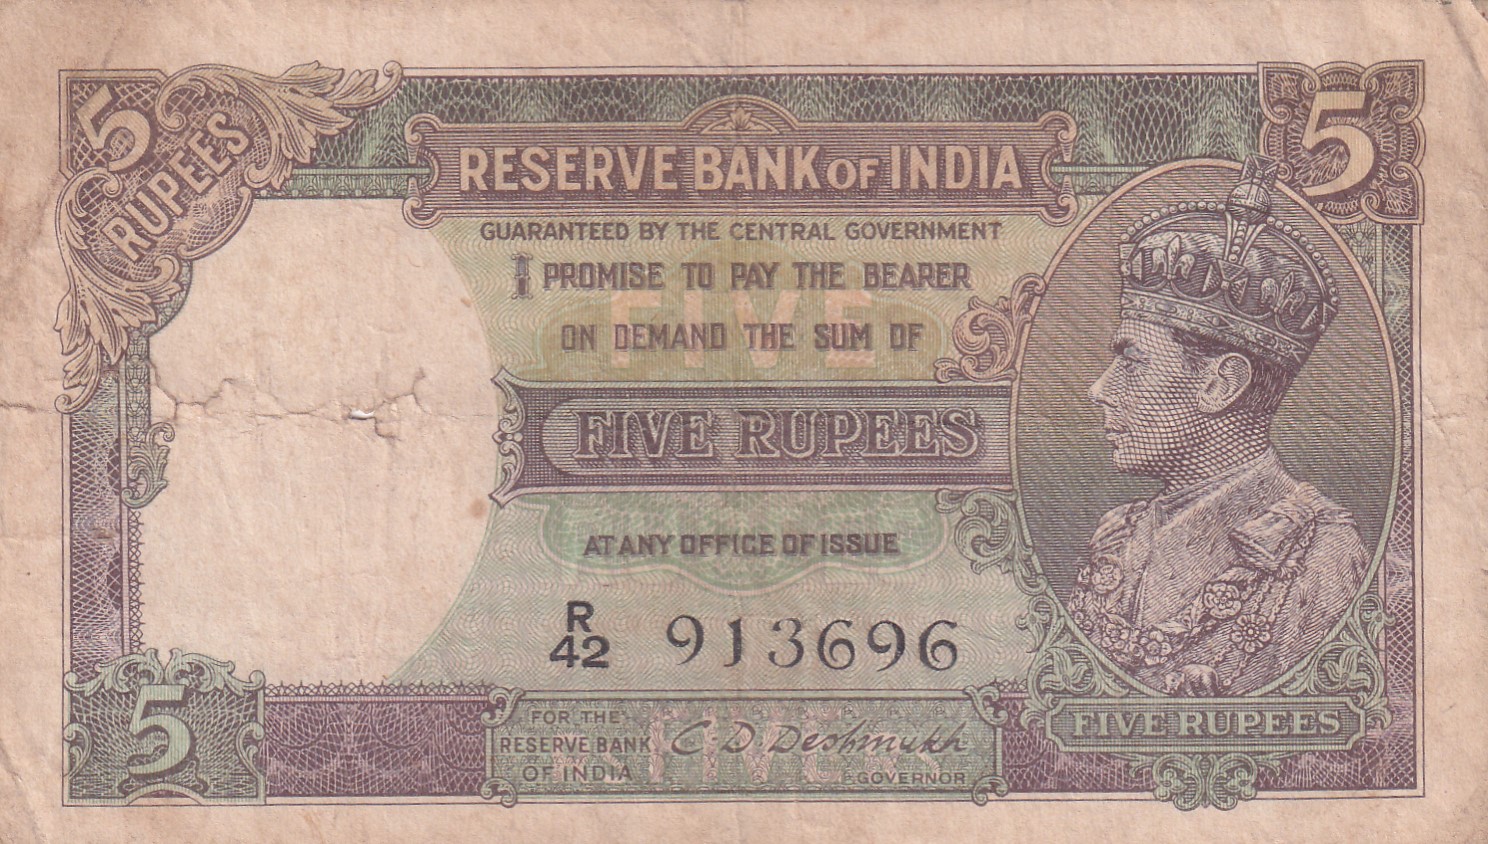 5
RUPEES
5
RESERVE BANK OF INDIA
GUARANTEED BY THE CENTRAL GOVERNMENT
I PROMISE TO PAY THE BEARER
FIVE
ON DEMAND THE SUM OF
FIVE RUPEES
AT ANY OFFICE OF ISSUE
R
42 913696
5
FOR THE
RESERVE BANK
OF INDIA
C. D. Deshmukh
GOVERNOR
FIVE
FIVE RUPEES